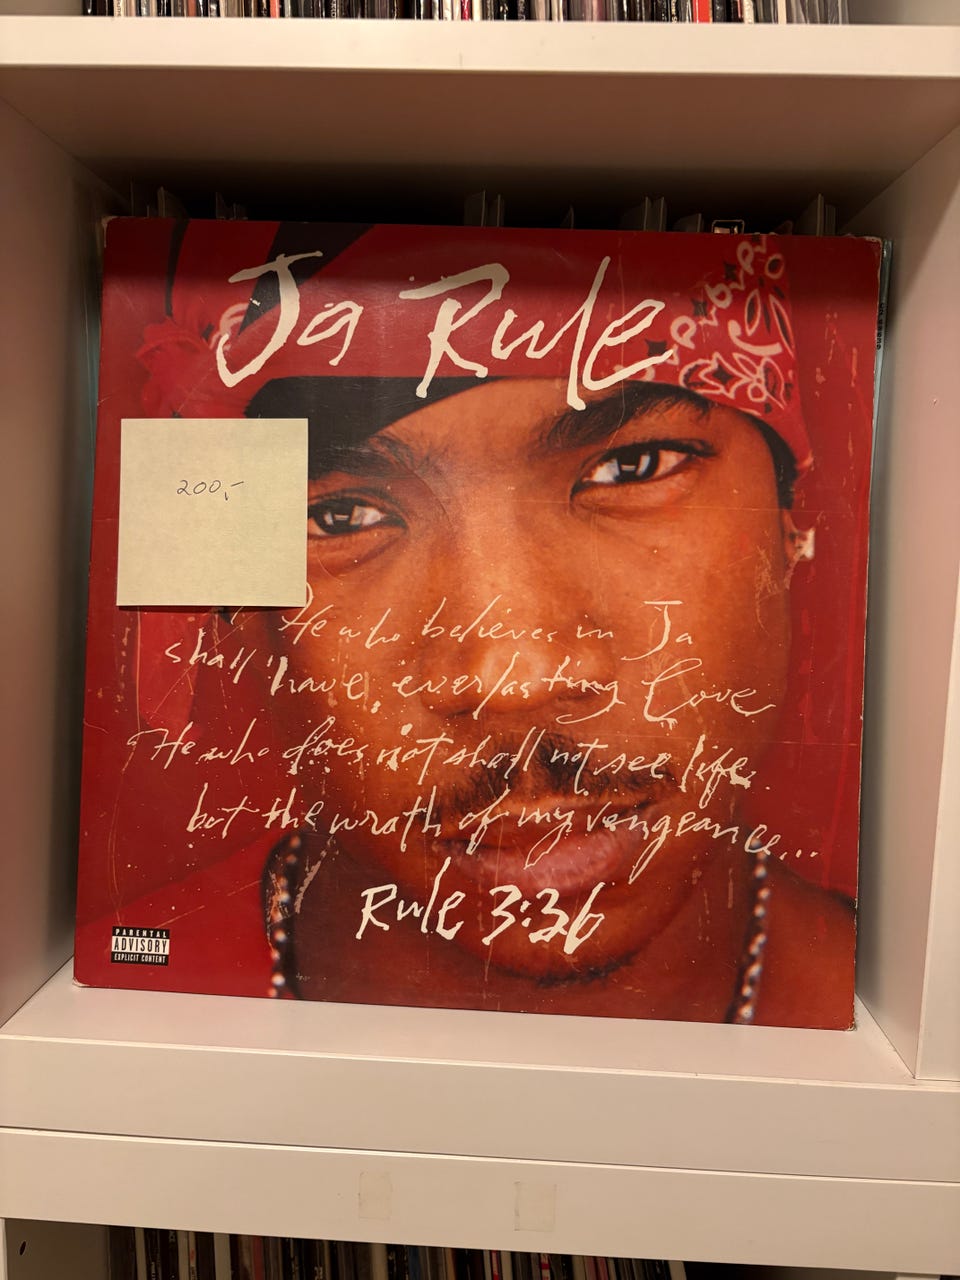 Ja Rule
200,-
He who believes in Ja
shall have everlasting Love
He who does not shall not see life.
but the wrath of my vengeance...
Rule 3:36
PARENTAL
ADVISORY
EXPLICIT CONTENT